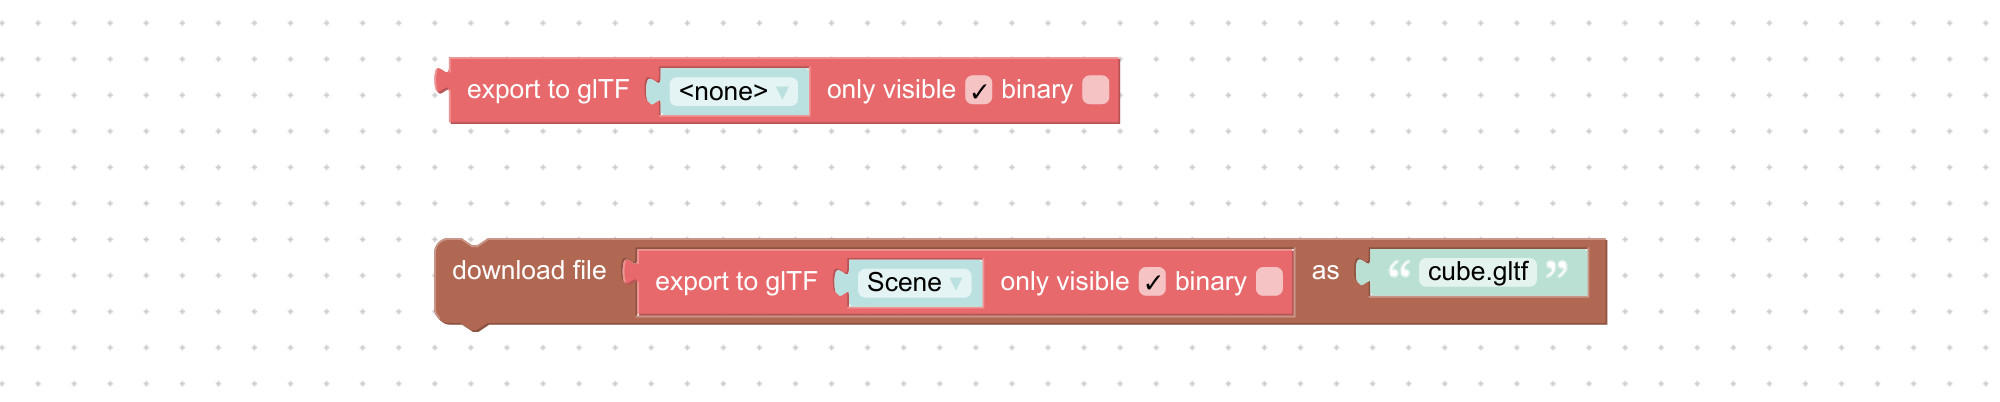 export to glTF <none> ▼ only visible ✓ binary
download file export to glTF Scene ▼ only visible ✓ binary as “ cube.gltf ”